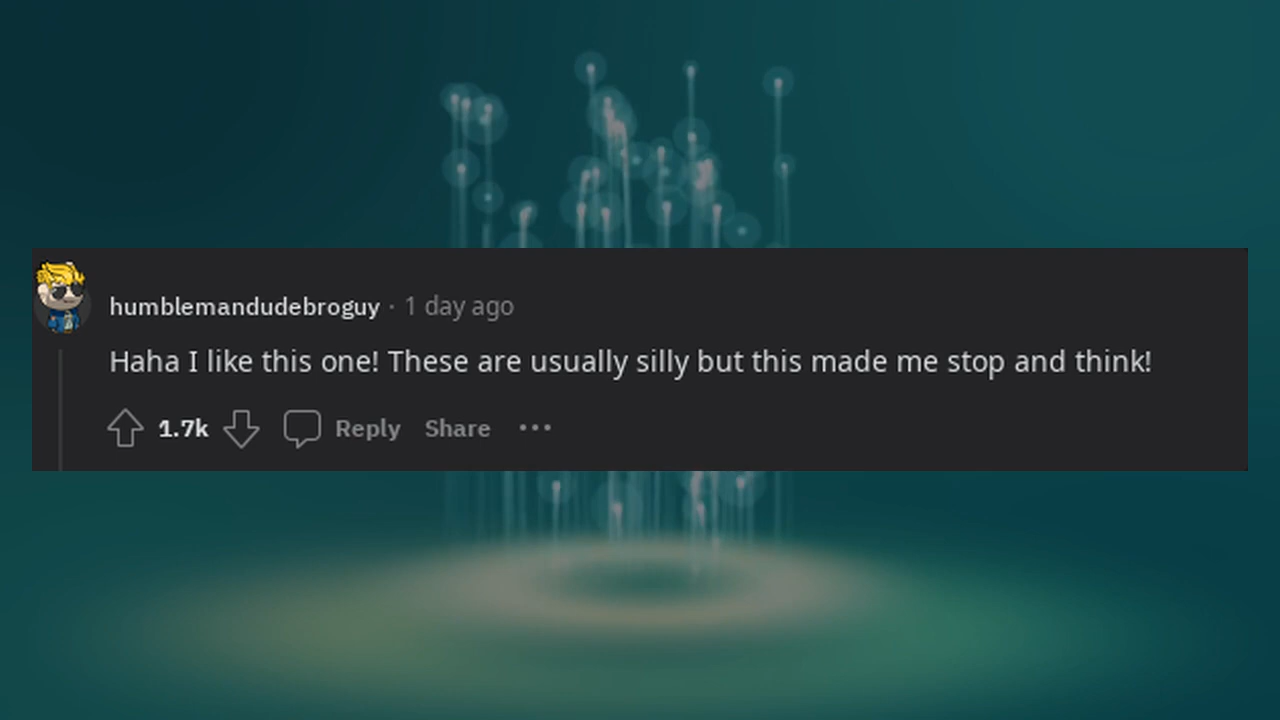 humblemandudebroguy · 1 day ago
Haha I like this one! These are usually silly but this made me stop and think!
1.7k Reply Share •••